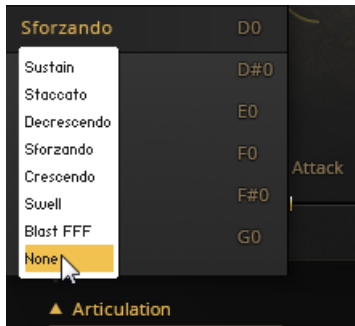 Sforzando D0
Sustain D#0
Staccato
Decrescendo E0
Sforzando F0
Crescendo Attack
Swell F#0
Blast FFF G0
None
▲ Articulation